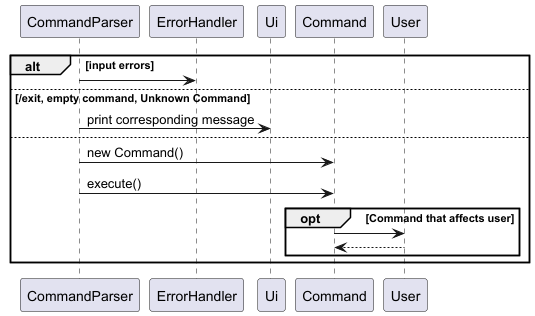 CommandParser ErrorHandler Ui Command User
alt [input errors]
[/exit, empty command, Unknown Command]
print corresponding message
new Command()
execute()
opt [Command that affects user]
CommandParser ErrorHandler Ui Command User